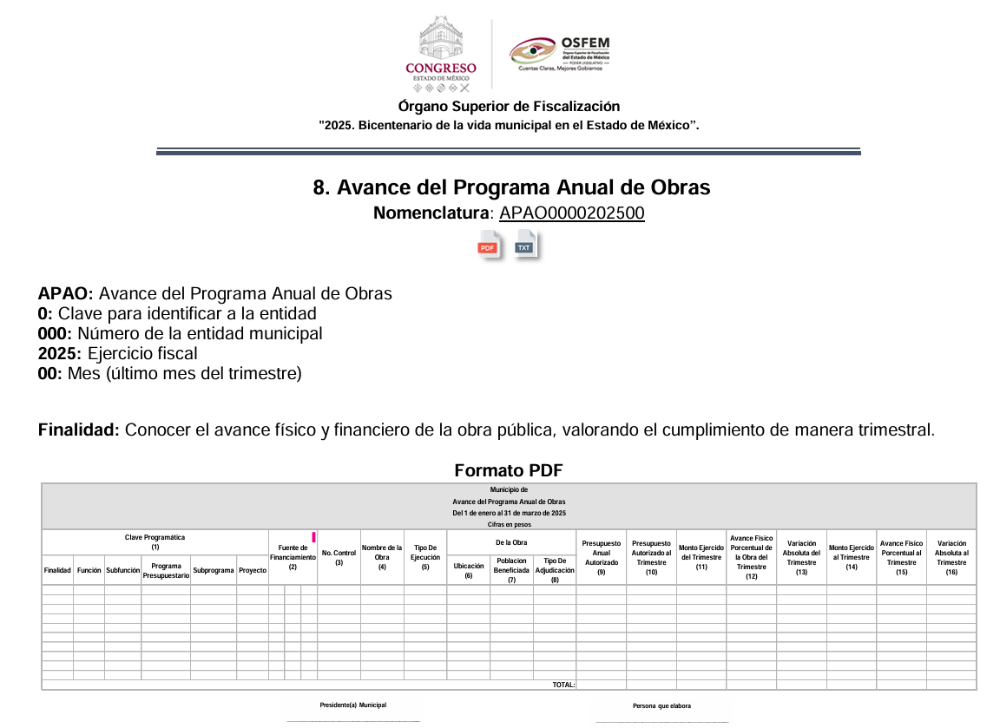 CONGRESO
ESTADO DE MÉXICO
OSFEM
Órgano Superior de Fiscalización
del Estado de México
PODER LEGISLATIVO
Cuentas Claras, Mejores Gobiernos
Órgano Superior de Fiscalización
"2025. Bicentenario de la vida municipal en el Estado de México”.
8. Avance del Programa Anual de Obras
Nomenclatura: APAO0000202500
PDF TXT
APAO: Avance del Programa Anual de Obras
0: Clave para identificar a la entidad
000: Número de la entidad municipal
2025: Ejercicio fiscal
00: Mes (último mes del trimestre)
Finalidad: Conocer el avance físico y financiero de la obra pública, valorando el cumplimiento de manera trimestral.
Formato PDF
Municipio de
Avance del Programa Anual de Obras
Del 1 de enero al 31 de marzo de 2025
Cifras en pesos
Clave Programática
(1)
Finalidad
Función
Subfunción
Programa
Presupuestario
Subprograma
Proyecto
Fuente de
Financiamiento
(2)
No. Control
(3)
Nombre de la
Obra
(4)
Tipo De
Ejecución
(5)
De la Obra
Ubicación
(6)
Poblacion
Beneficiada
(7)
Tipo De
Adjudicación
(8)
Presupuesto
Anual
Autorizado
(9)
Presupuesto
Autorizado al
Trimestre
(10)
Monto Ejercido
del Trimestre
(11)
Avance Físico
Porcentual de
la Obra del
Trimestre
(12)
Variación
Absoluta del
Trimestre
(13)
Monto Ejercido
al Trimestre
(14)
Avance Físico
Porcentual al
Trimestre
(15)
Variación
Absoluta al
Trimestre
(16)
TOTAL:
Presidente(a) Municipal
Persona que elabora